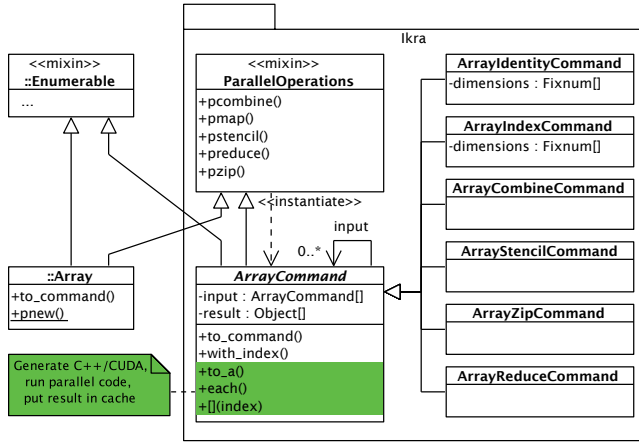 Ikra
<<mixin>>
::Enumerable
...
<<mixin>>
ParallelOperations
+pcombine()
+pmap()
+pstencil()
+preduce()
+pzip()
<<instantiate>>
input
0..*
::Array
+to_command()
+pnew()
ArrayCommand
-input : ArrayCommand[]
-result : Object[]
+to_command()
+with_index()
+to_a()
+each()
+[](index)
Generate C++/CUDA,
run parallel code,
put result in cache
ArrayIdentityCommand
-dimensions : Fixnum[]
ArrayIndexCommand
-dimensions : Fixnum[]
ArrayCombineCommand
ArrayStencilCommand
ArrayZipCommand
ArrayReduceCommand